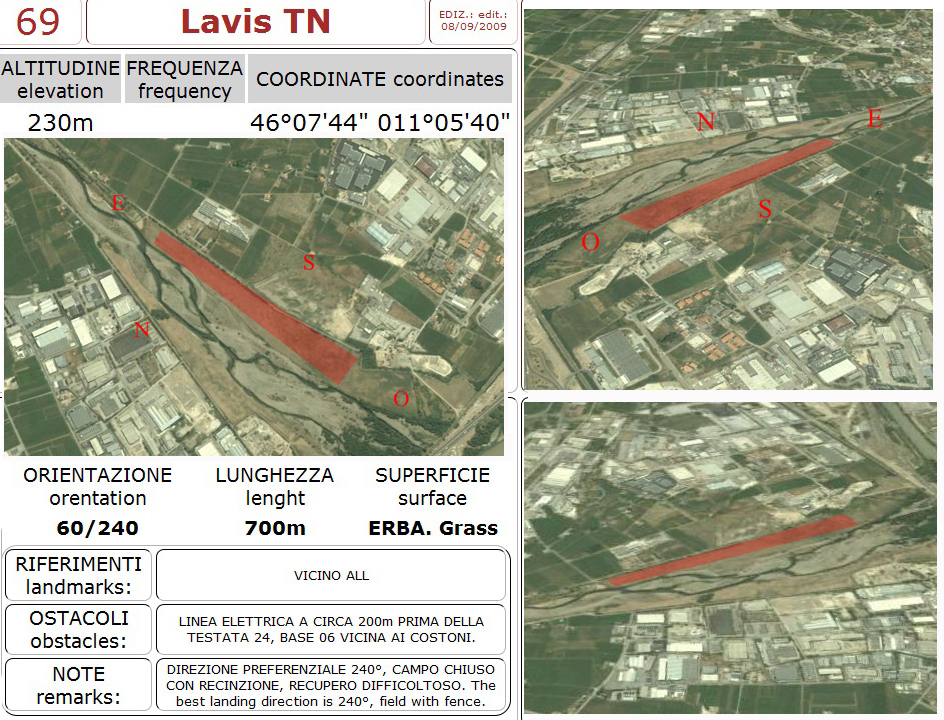 69
Lavis TN
EDIZ.: edit.:
08/09/2009
ALTITUDINE
elevation
FREQUENZA
frequency
COORDINATE coordinates
230m
46°07'44" 011°05'40"
E
S
N
O
ORIENTAZIONE
orentation
LUNGHEZZA
lenght
SUPERFICIE
surface
60/240
700m
ERBA. Grass
RIFERIMENTI
landmarks:
VICINO ALL
OSTACOLI
obstacles:
LINEA ELETTRICA A CIRCA 200m PRIMA DELLA
TESTATA 24, BASE 06 VICINA AI COSTONI.
NOTE
remarks:
DIREZIONE PREFERENZIALE 240°, CAMPO CHIUSO
CON RECINZIONE, RECUPERO DIFFICOLTOSO. The
best landing direction is 240°, field with fence.
N
E
S
O